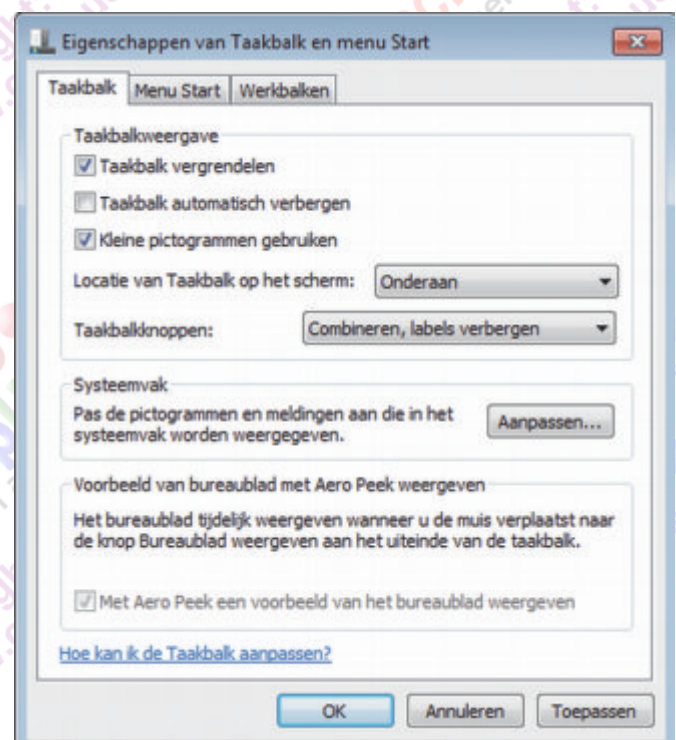 Eigenschappen van Taakbalk en menu Start
Taakbalk Menu Start Werkbalken
Taakbalkweergave
Taakbalk vergrendelen
Taakbalk automatisch verbergen
Kleine pictogrammen gebruiken
Locatie van Taakbalk op het scherm: Onderaan
Taakbalkknoppen: Combineren, labels verbergen
Systeemvak
Pas de pictogrammen en meldingen aan die in het
systeemvak worden weergegeven.
Aanpassen...
Voorbeeld van bureaublad met Aero Peek weergeven
Het bureaublad tijdelijk weergeven wanneer u de muis verplaatst naar
de knop Bureaublad weergeven aan het uiteinde van de taakbalk.
Met Aero Peek een voorbeeld van het bureaublad weergeven
Hoe kan ik de Taakbalk aanpassen?
OK Annuleren Toepassen